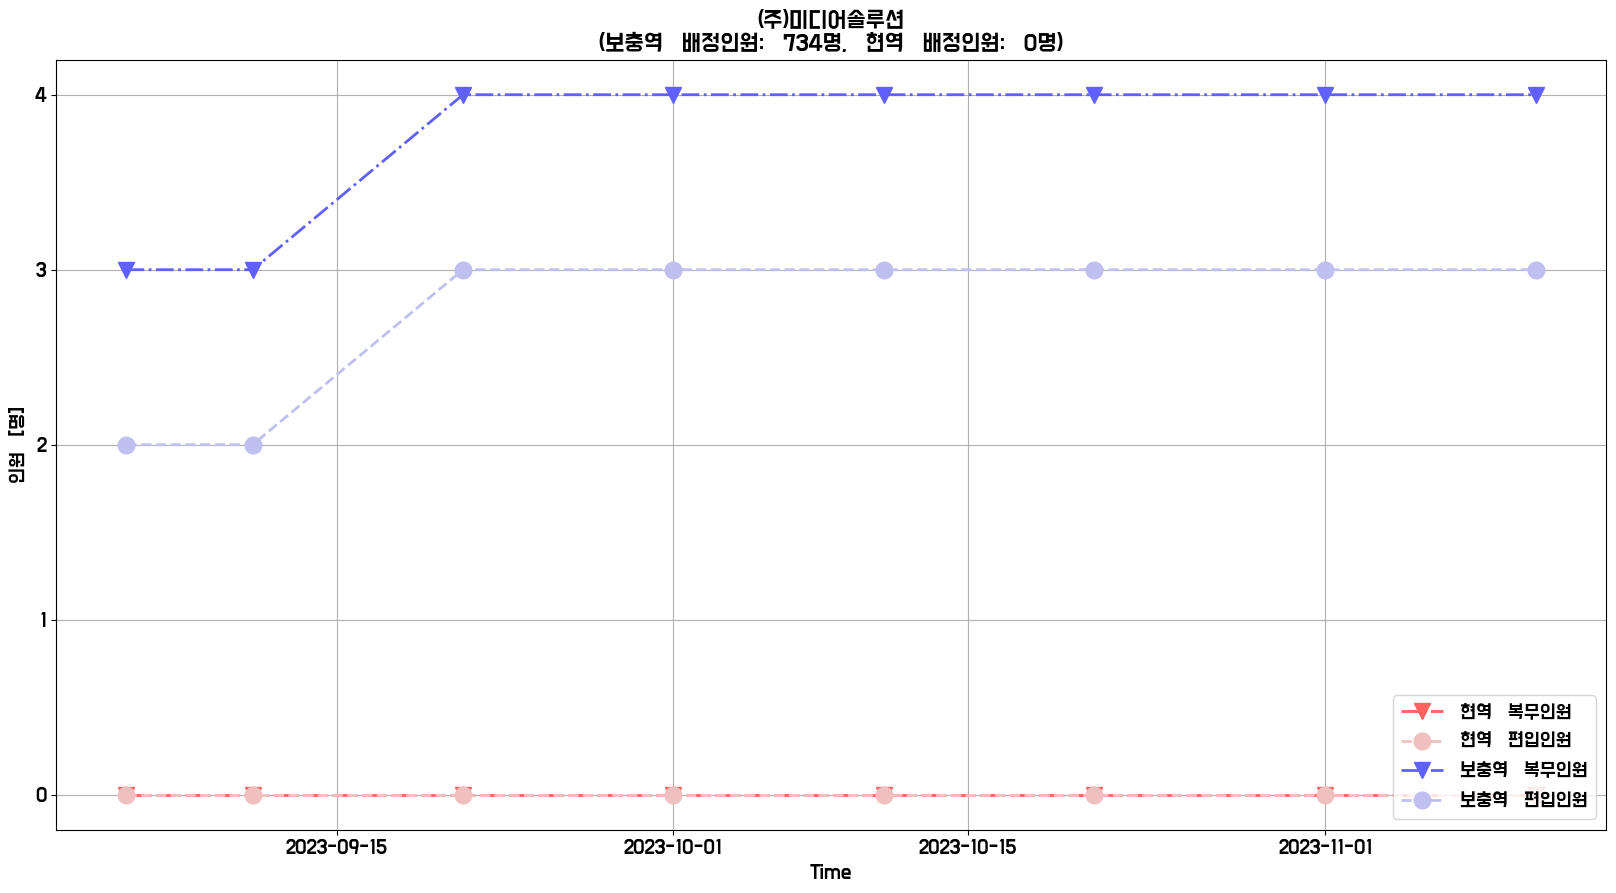 (주)미디어솔루션
(보충역 배정인원: 734명, 현역 배정인원: 0명)
4
3
2
1
0
인원 [명]
2023-09-15
2023-10-01
2023-10-15
2023-11-01
Time
현역 복무인원
현역 편입인원
보충역 복무인원
보충역 편입인원